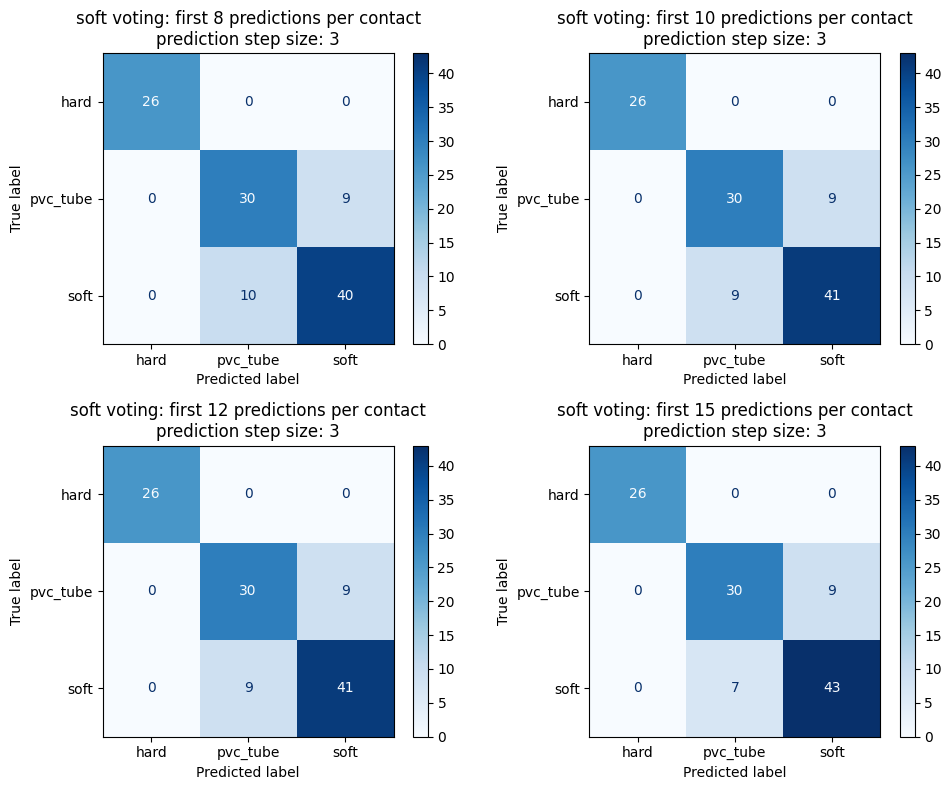 soft voting: first 8 predictions per contact
prediction step size: 3
True label
hard
pvc_tube
soft
26 0 0
0 30 9
0 10 40
hard pvc_tube soft
Predicted label
40
35
30
25
20
15
10
5
0
soft voting: first 10 predictions per contact
prediction step size: 3
True label
hard
pvc_tube
soft
26 0 0
0 30 9
0 9 41
hard pvc_tube soft
Predicted label
40
35
30
25
20
15
10
5
0
soft voting: first 12 predictions per contact
prediction step size: 3
True label
hard
pvc_tube
soft
26 0 0
0 30 9
0 9 41
hard pvc_tube soft
Predicted label
40
35
30
25
20
15
10
5
0
soft voting: first 15 predictions per contact
prediction step size: 3
True label
hard
pvc_tube
soft
26 0 0
0 30 9
0 7 43
hard pvc_tube soft
Predicted label
40
35
30
25
20
15
10
5
0